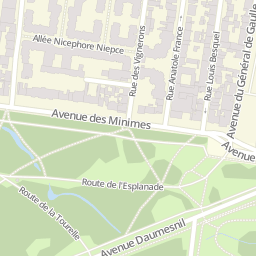 Allée Nicephore Niepce
Rue des Vignerons
Rue Anatole France
Rue Louis Besquel
Avenue du Général de Gaulle
Avenue des Minimes
Avenue
Route de l'Esplanade
Route de la Tourelle
Avenue Daumesnil